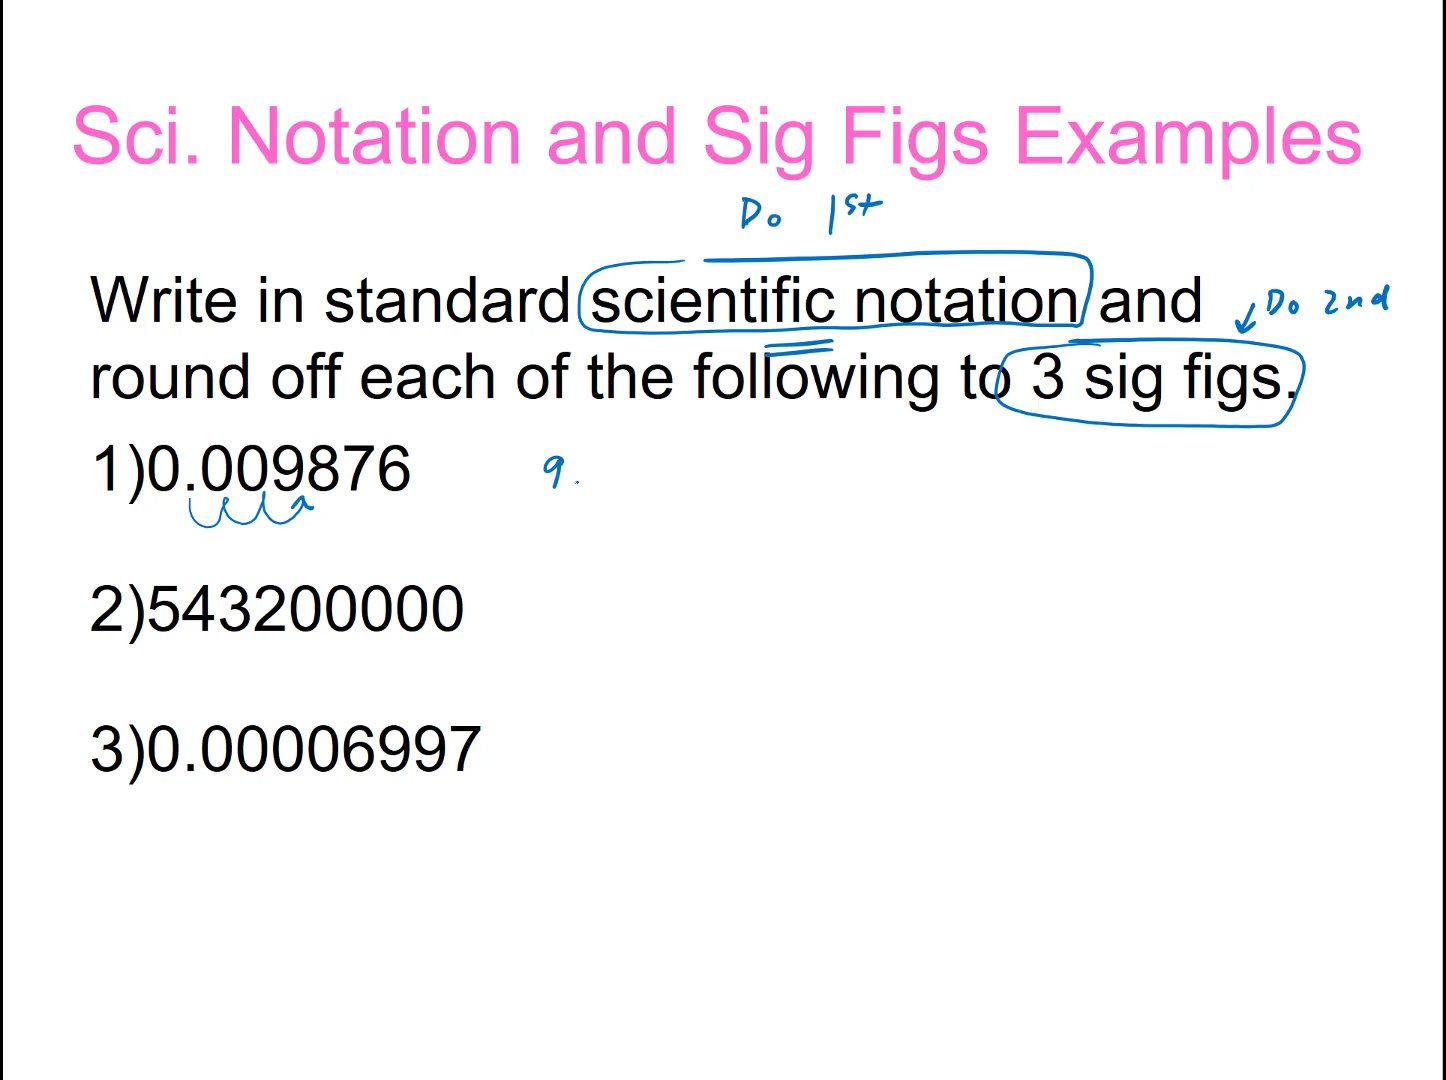 Sci. Notation and Sig Figs Examples
Do 1st
Write in standard scientific notation and
Do 2nd
round off each of the following to 3 sig figs.
1)0.009876 9.
2)543200000
3)0.00006997